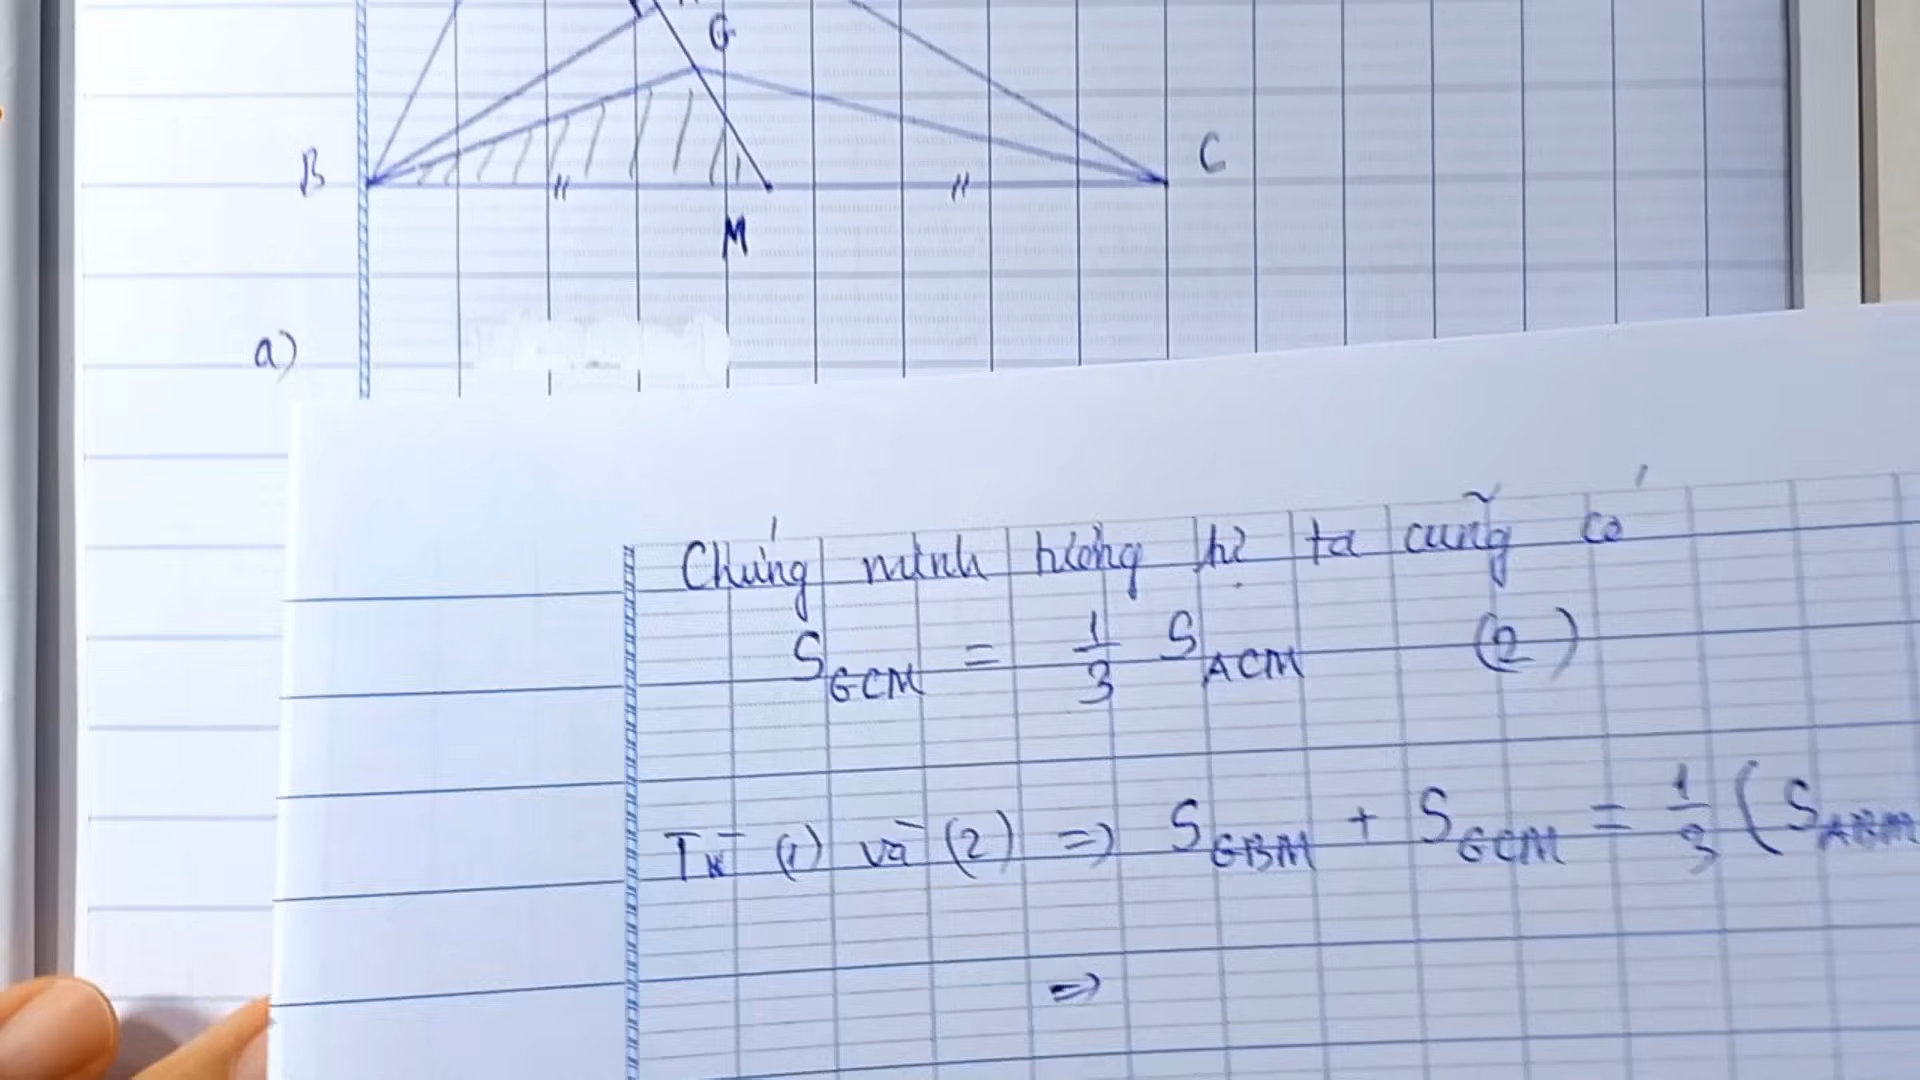 G
B
C
M
a)
Chứng minh tương tự ta cũng có
S_GCM = 1/3 S_ACM (2)
Từ (1) và (2) => S_GBM + S_GCM = 1/3 (S_ABM
=>